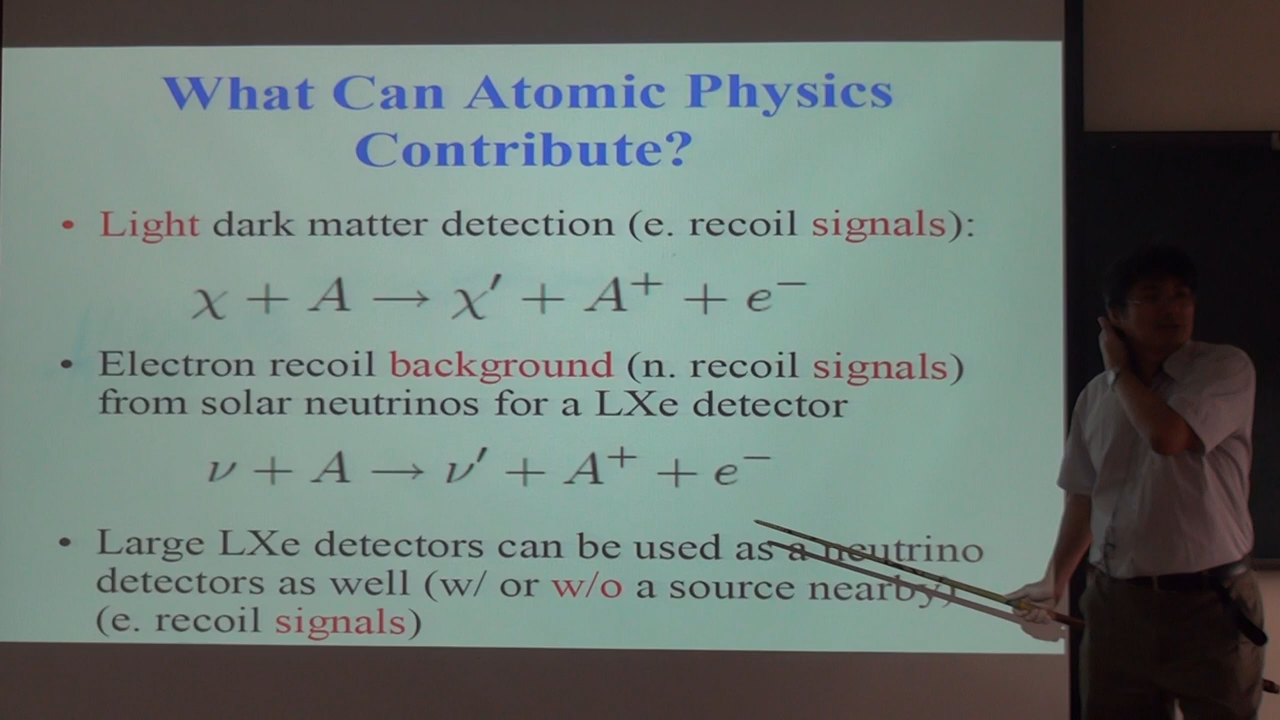 What Can Atomic Physics
Contribute?
• Light dark matter detection (e. recoil signals):
χ + A → χ′ + A⁺ + e⁻
• Electron recoil background (n. recoil signals)
from solar neutrinos for a LXe detector
ν + A → ν′ + A⁺ + e⁻
• Large LXe detectors can be used as a neutrino
detectors as well (w/ or w/o a source nearby)
(e. recoil signals)